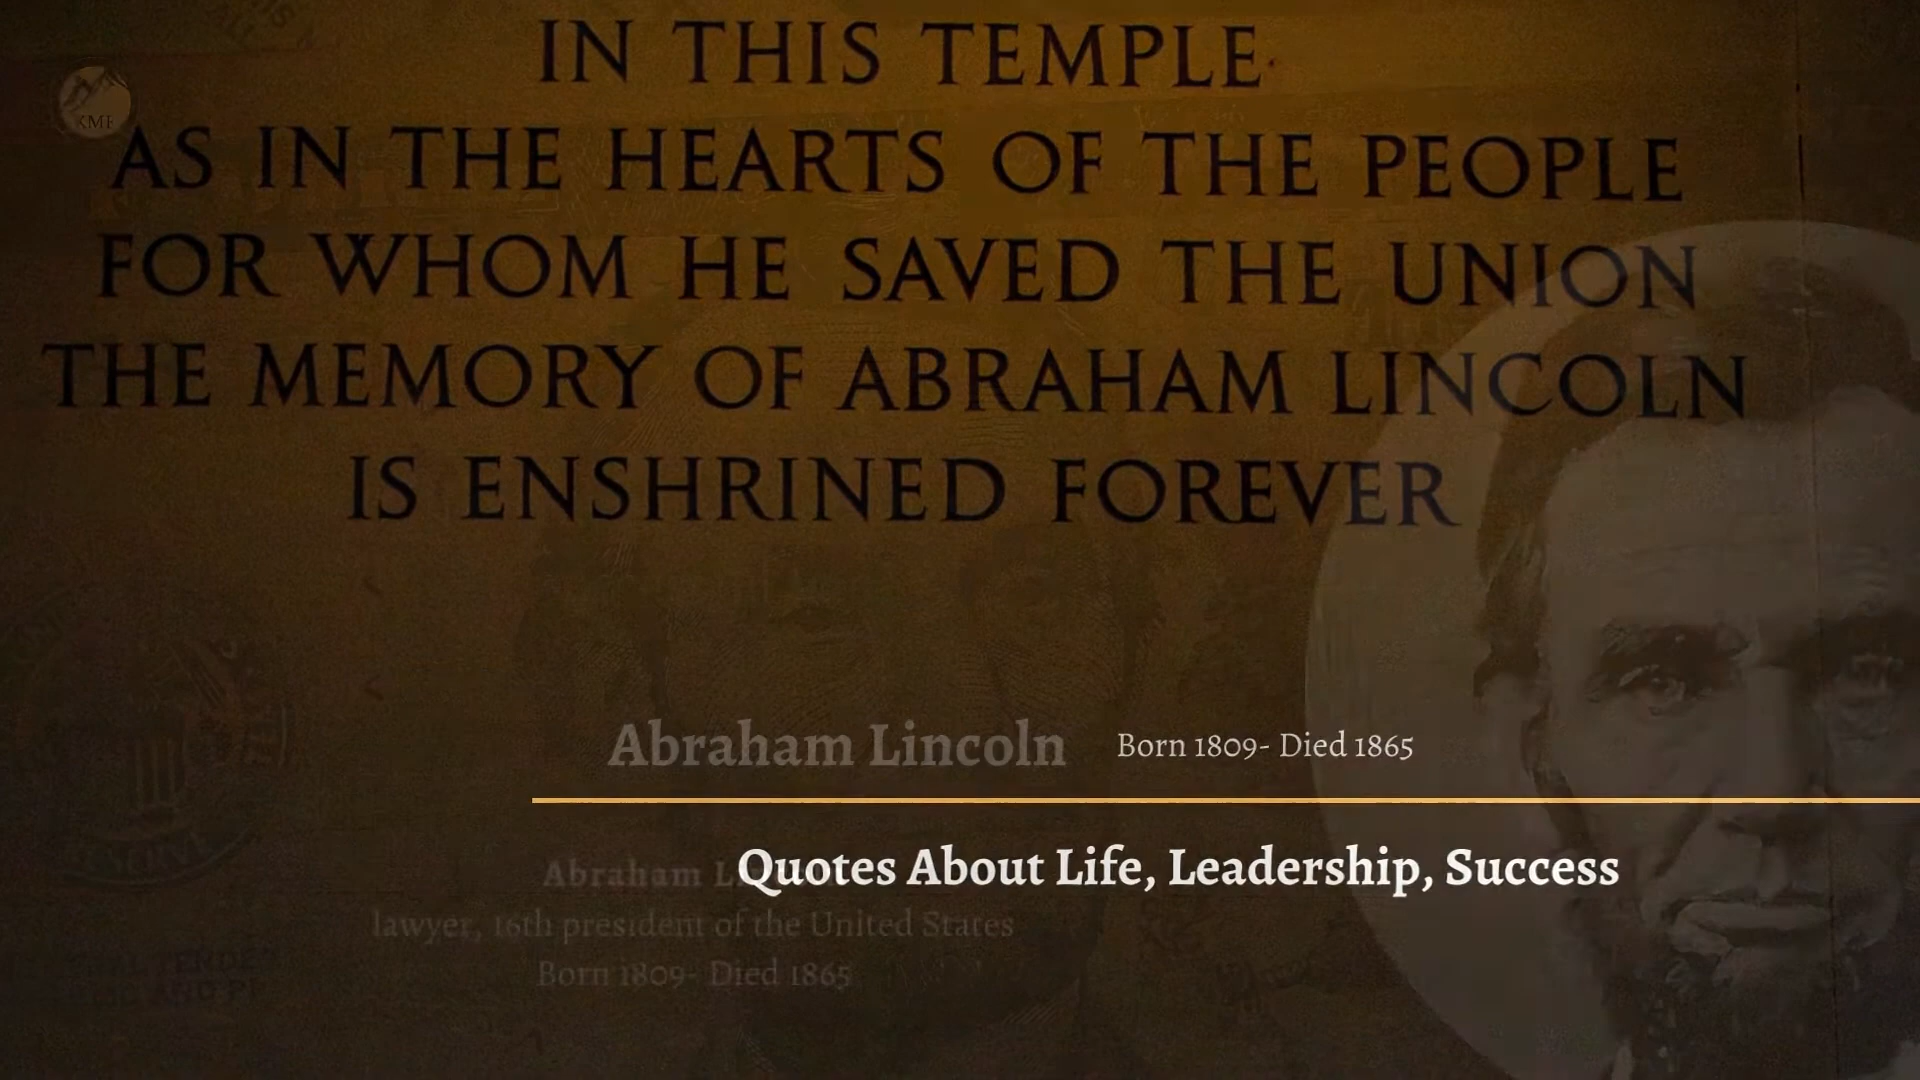 IN THIS TEMPLE
AS IN THE HEARTS OF THE PEOPLE
FOR WHOM HE SAVED THE UNION
THE MEMORY OF ABRAHAM LINCOLN
IS ENSHRINED FOREVER
Abraham Lincoln Born 1809- Died 1865
Quotes About Life, Leadership, Success
Abraham
lawyer, 16th president of the United States
Born 1809- Died 1865